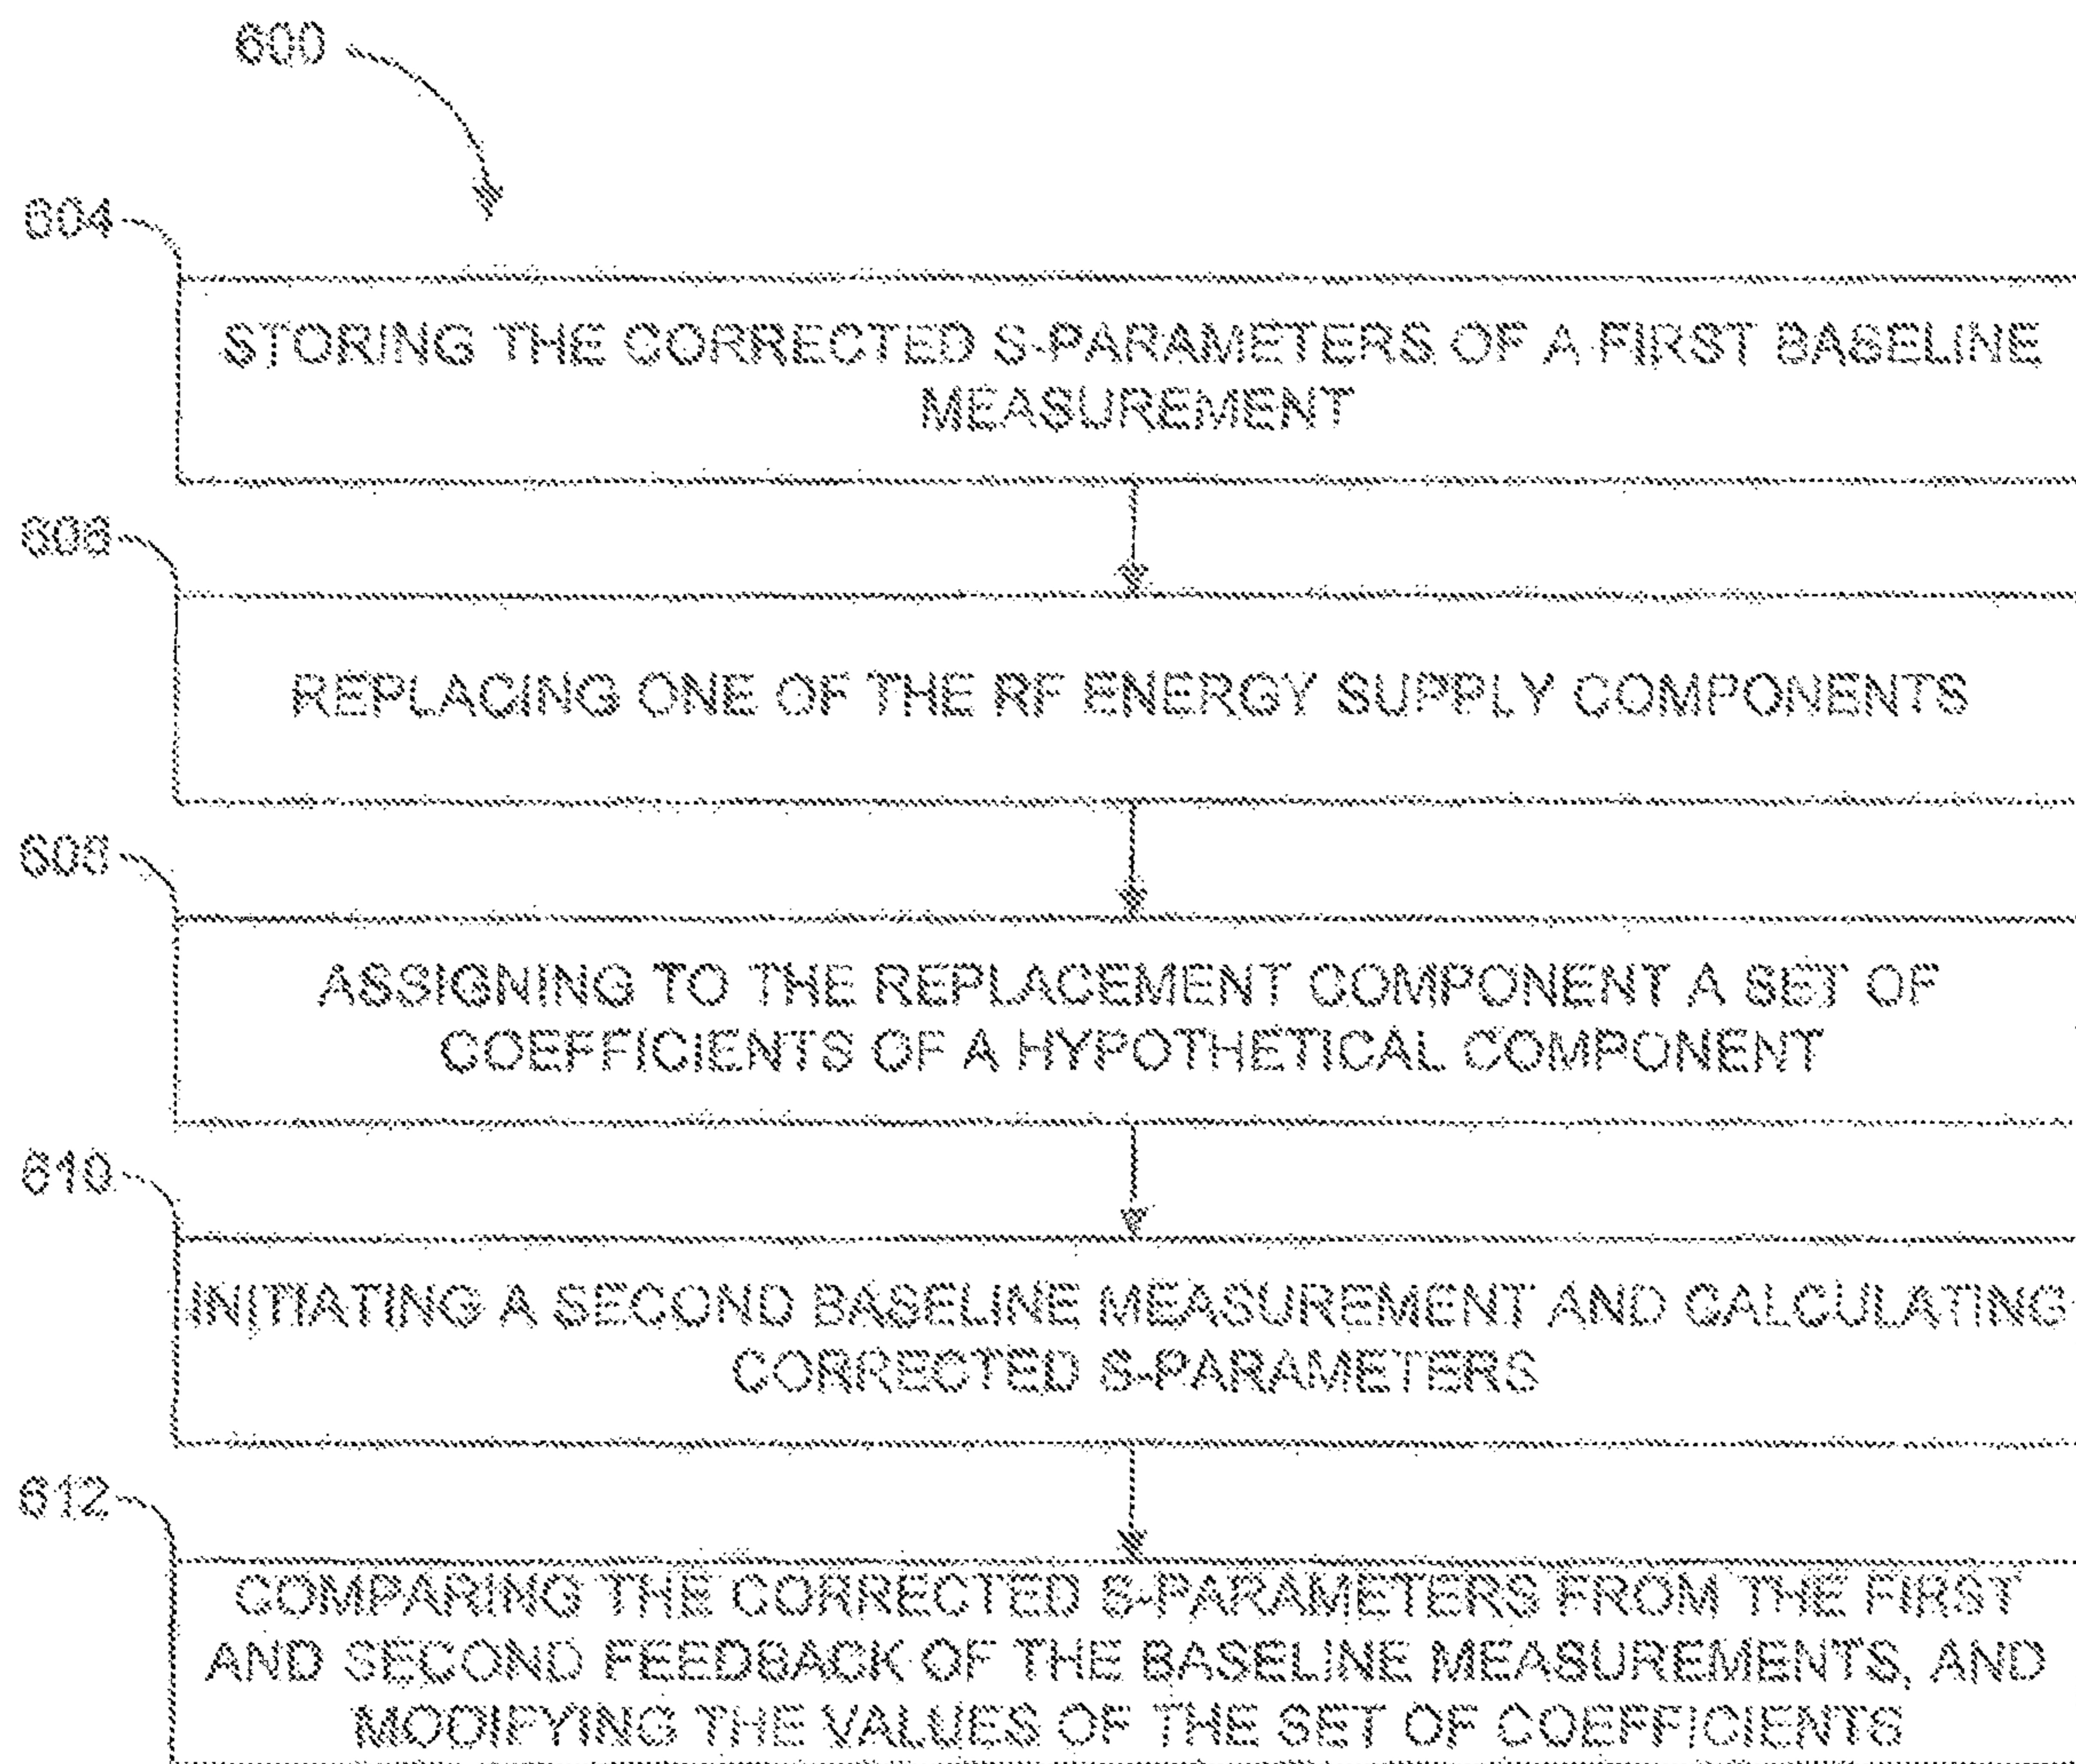 600
604
STORING THE CORRECTED S-PARAMETERS OF A FIRST BASELINE
MEASUREMENT
606
REPLACING ONE OF THE RF ENERGY SUPPLY COMPONENTS
608
ASSIGNING TO THE REPLACEMENT COMPONENT A SET OF
COEFFICIENTS OF A HYPOTHETICAL COMPONENT
610
INITIATING A SECOND BASELINE MEASUREMENT AND CALCULATING
CORRECTED S-PARAMETERS
612
COMPARING THE CORRECTED S-PARAMETERS FROM THE FIRST
AND SECOND FEEDBACK OF THE BASELINE MEASUREMENTS, AND
MODIFYING THE VALUES OF THE SET OF COEFFICIENTS